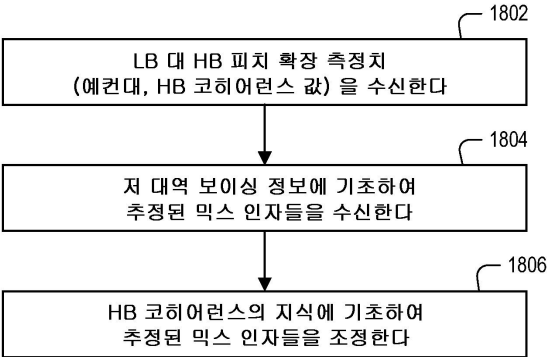 1802
LB 대 HB 피치 확장 측정치
(예컨대, HB 코히어런스 값) 을 수신한다
1804
저 대역 보이싱 정보에 기초하여
추정된 믹스 인자들을 수신한다
1806
HB 코히어런스의 지식에 기초하여
추정된 믹스 인자들을 조정한다